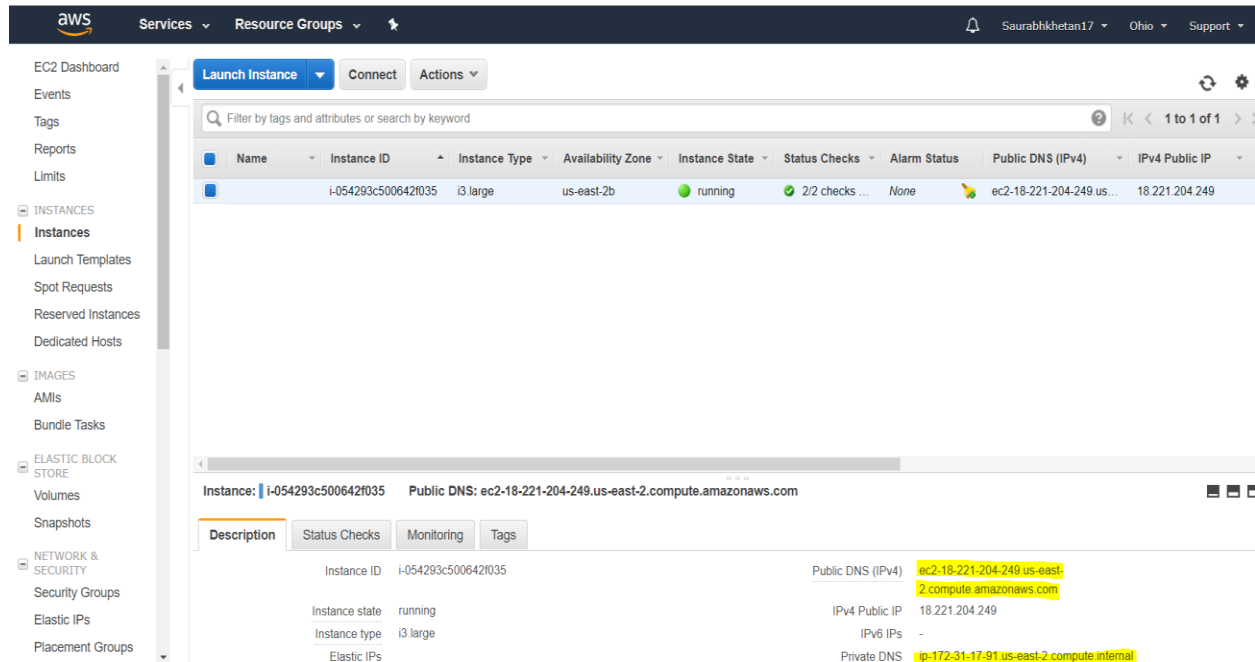 aws Services Resource Groups Saurabhkhetan17 Ohio Support
EC2 Dashboard
Events
Tags
Reports
Limits
INSTANCES
Instances
Launch Templates
Spot Requests
Reserved Instances
Dedicated Hosts
IMAGES
AMIs
Bundle Tasks
ELASTIC BLOCK
STORE
Volumes
Snapshots
NETWORK &
SECURITY
Security Groups
Elastic IPs
Placement Groups
Launch Instance Connect Actions
Filter by tags and attributes or search by keyword 1 to 1 of 1
Name Instance ID Instance Type Availability Zone Instance State Status Checks Alarm Status Public DNS (IPv4) IPv4 Public IP
i-054293c500642f035 i3.large us-east-2b running 2/2 checks ... None ec2-18-221-204-249.us... 18.221.204.249
Instance: i-054293c500642f035 Public DNS: ec2-18-221-204-249.us-east-2.compute.amazonaws.com
Description Status Checks Monitoring Tags
Instance ID i-054293c500642f035 Public DNS (IPv4) ec2-18-221-204-249.us-east-
2.compute.amazonaws.com
Instance state running IPv4 Public IP 18.221.204.249
Instance type i3.large IPv6 IPs -
Elastic IPs Private DNS ip-172-31-17-91.us-east-2.compute.internal